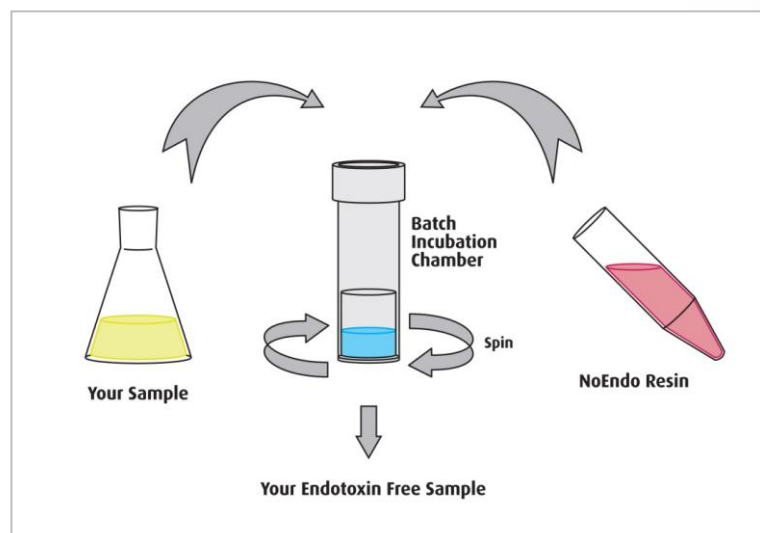 Batch
Incubation
Chamber
Spin
Your Sample
NoEndo Resin
Your Endotoxin Free Sample